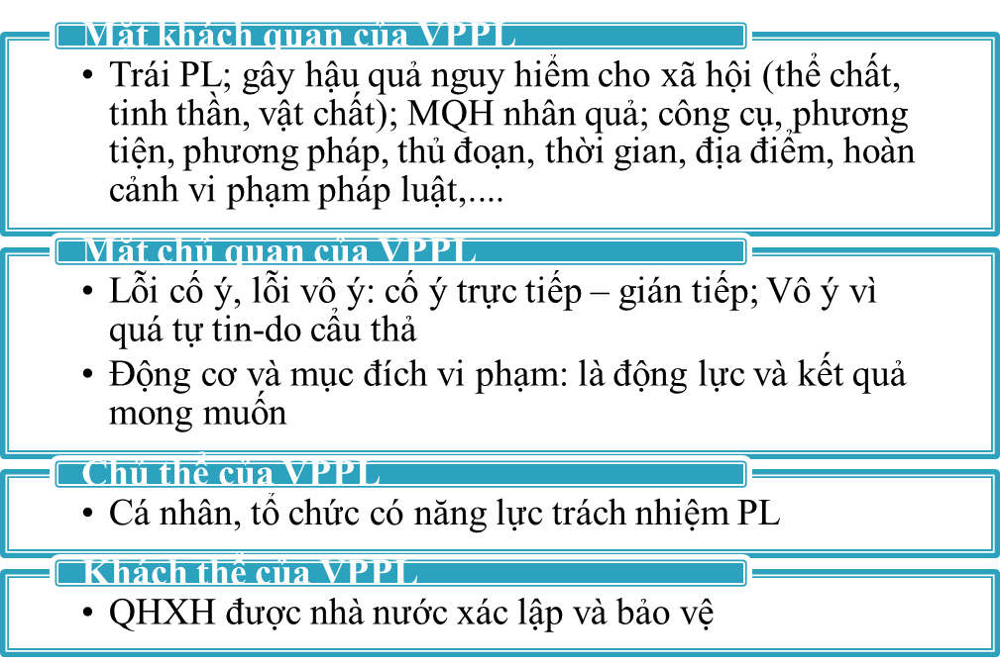 Mặt khách quan của VPPL
• Trái PL; gây hậu quả nguy hiểm cho xã hội (thể chất,
tinh thần, vật chất); MQH nhân quả; công cụ, phương
tiện, phương pháp, thủ đoạn, thời gian, địa điểm, hoàn
cảnh vi phạm pháp luật,....
Mặt chủ quan của VPPL
• Lỗi cố ý, lỗi vô ý: cố ý trực tiếp – gián tiếp; Vô ý vì
quá tự tin-do cẩu thả
• Động cơ và mục đích vi phạm: là động lực và kết quả
mong muốn
Chủ thể của VPPL
• Cá nhân, tổ chức có năng lực trách nhiệm PL
Khách thể của VPPL
• QHXH được nhà nước xác lập và bảo vệ